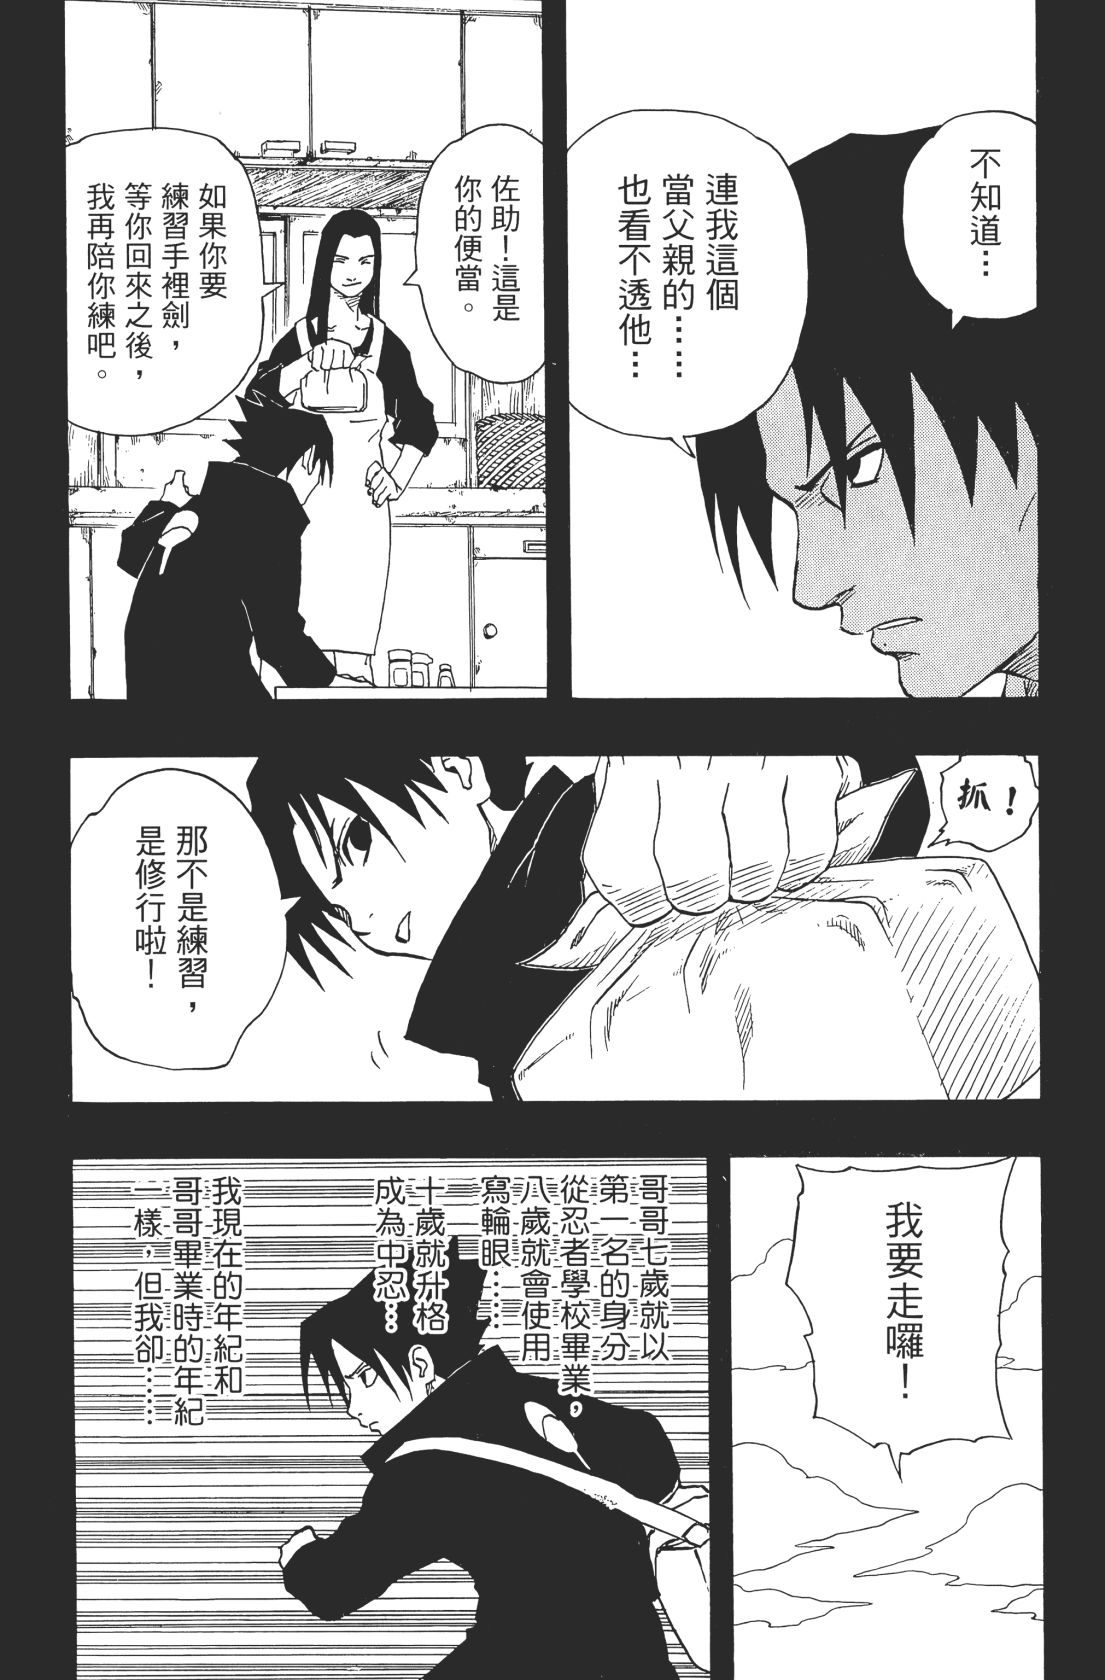 不知道…
連我這個
當父親的……
也看不透他…
佐助！這是
你的便當。
如果你要
練習手裡劍，
等你回來之後，
我再陪你練吧。
抓！
那不是練習，
是修行啦！
我要走囉！
哥哥七歲就以
第一名的身分
從忍者學校畢業，
八歲就會使用
寫輪眼……
十歲就升格
成為中忍…
我現在的年紀和
哥哥畢業時的年紀
一樣，但我卻……